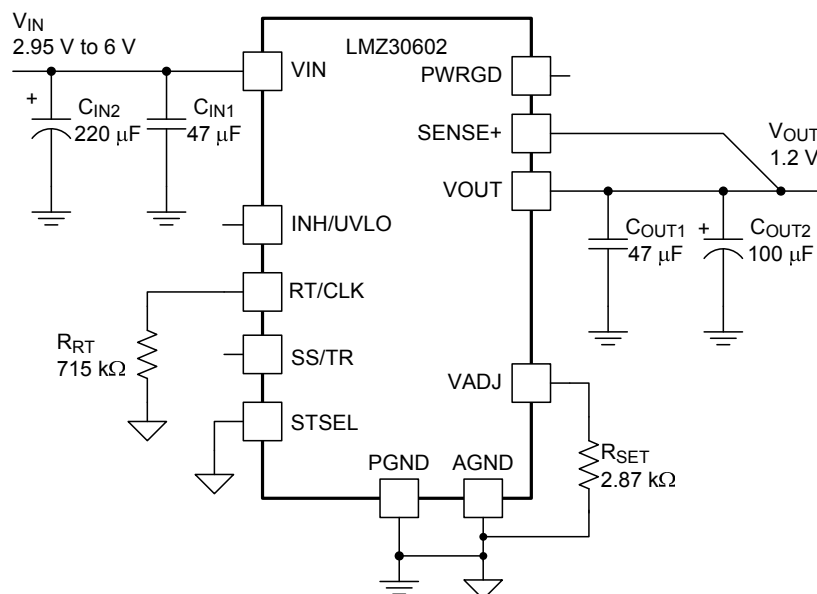 VIN
2.95 V to 6 V
LMZ30602
VIN
PWRGD
+
CIN2
220 μF
CIN1
47 μF
SENSE+
VOUT
1.2 V
VOUT
INH/UVLO
COUT1
47 μF
+
COUT2
100 μF
RT/CLK
RRT
715 kΩ
SS/TR
VADJ
STSEL
PGND
AGND
RSET
2.87 kΩ